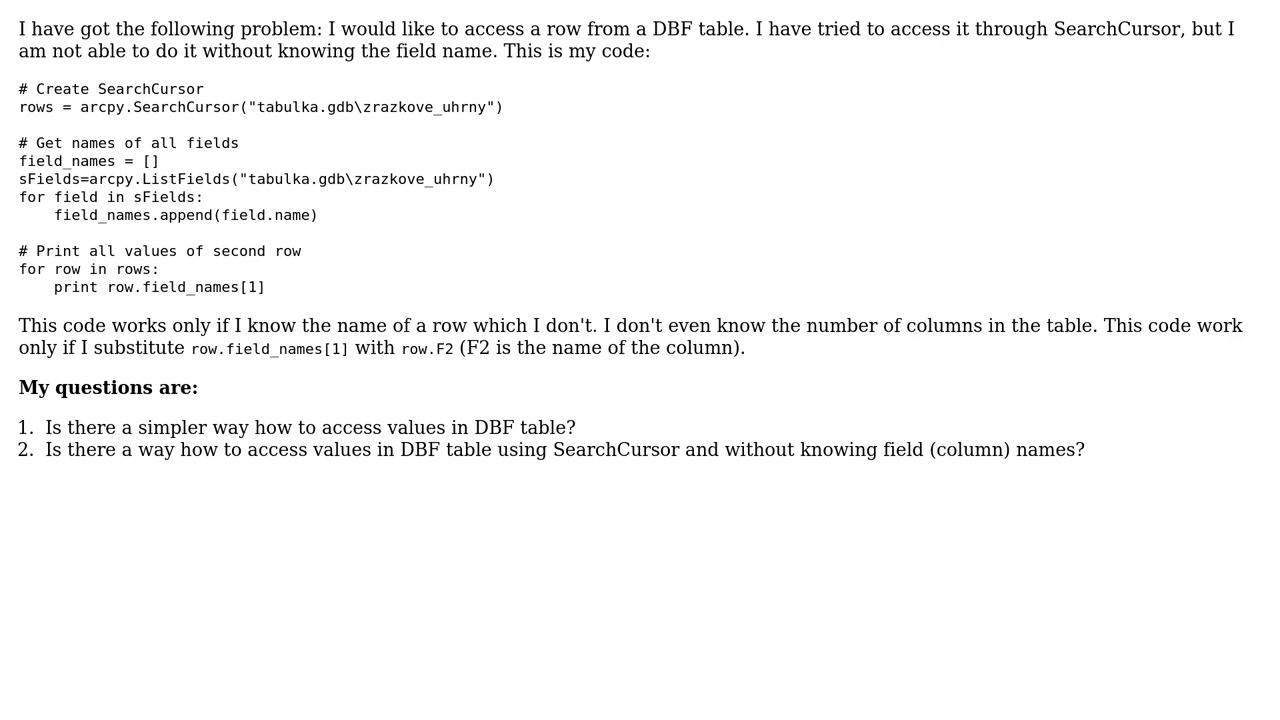 I have got the following problem: I would like to access a row from a DBF table. I have tried to access it through SearchCursor, but I
am not able to do it without knowing the field name. This is my code:
# Create SearchCursor
rows = arcpy.SearchCursor("tabulka.gdb\zrazkove_uhrny")
# Get names of all fields
field_names = []
sFields=arcpy.ListFields("tabulka.gdb\zrazkove_uhrny")
for field in sFields:
    field_names.append(field.name)
# Print all values of second row
for row in rows:
    print row.field_names[1]
This code works only if I know the name of a row which I don't. I don't even know the number of columns in the table. This code work
only if I substitute row.field_names[1] with row.F2 (F2 is the name of the column).
My questions are:
1. Is there a simpler way how to access values in DBF table?
2. Is there a way how to access values in DBF table using SearchCursor and without knowing field (column) names?